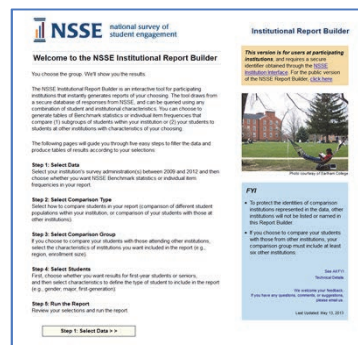 NSSE national survey of
student engagement
Welcome to the NSSE Institutional Report Builder
You choose the group. We'll show you the results.
The NSSE Institutional Report Builder is an interactive tool for participating
institutions that instantly generates reports of your choosing. The tool draws from
a secure database of responses from NSSE, and can be queried using any
combination of student and institutional characteristics. You can choose to
generate tables of Benchmark statistics or individual item frequencies that
compare (1) subgroups of students within your institution or (2) your students to
students at other institutions with characteristics of your choosing.
The following pages will guide you through five easy steps to filter the data and
produce tables of results according to your selections:
Step 1: Select Data
Select your institution's survey administration(s) between 2009 and 2012 and then
choose whether you want NSSE Benchmark statistics or individual item
frequencies in your report.
Step 2: Select Comparison Type
Select how to compare students in your report (comparison of different student
populations within your institution, or comparison of your students with those at
other institutions).
Step 3: Select Comparison Group
If you choose to compare your students with those attending other institutions,
select the characteristics of institutions you want included in the report (e.g.,
region, enrollment size).
Step 4: Select Students
First, choose whether you want results for first-year students or seniors,
and then select characteristics to define the type of student to include in the report
(e.g., gender, major, first-generation).
Step 5: Run the Report
Review your selections and run the report.
Step 1: Select Data > >
Institutional Report Builder
This version is for users at participating
institutions, and requires a secure
identifier obtained through the NSSE
Institution Interface. For the public version
of the NSSE Report Builder, click here.
Photo courtesy of Earlham College
FYI
• To protect the identities of comparison
institutions represented in the data, other
institutions will not be listed or named in
this Report Builder.
• If you choose to compare your students
with those from other institutions, your
comparison group must include at least
six other institutions.
See All FYI
Technical Details
We welcome your feedback.
If you have any questions, comments, or suggestions,
please email us.
Last Updated: May 13, 2013